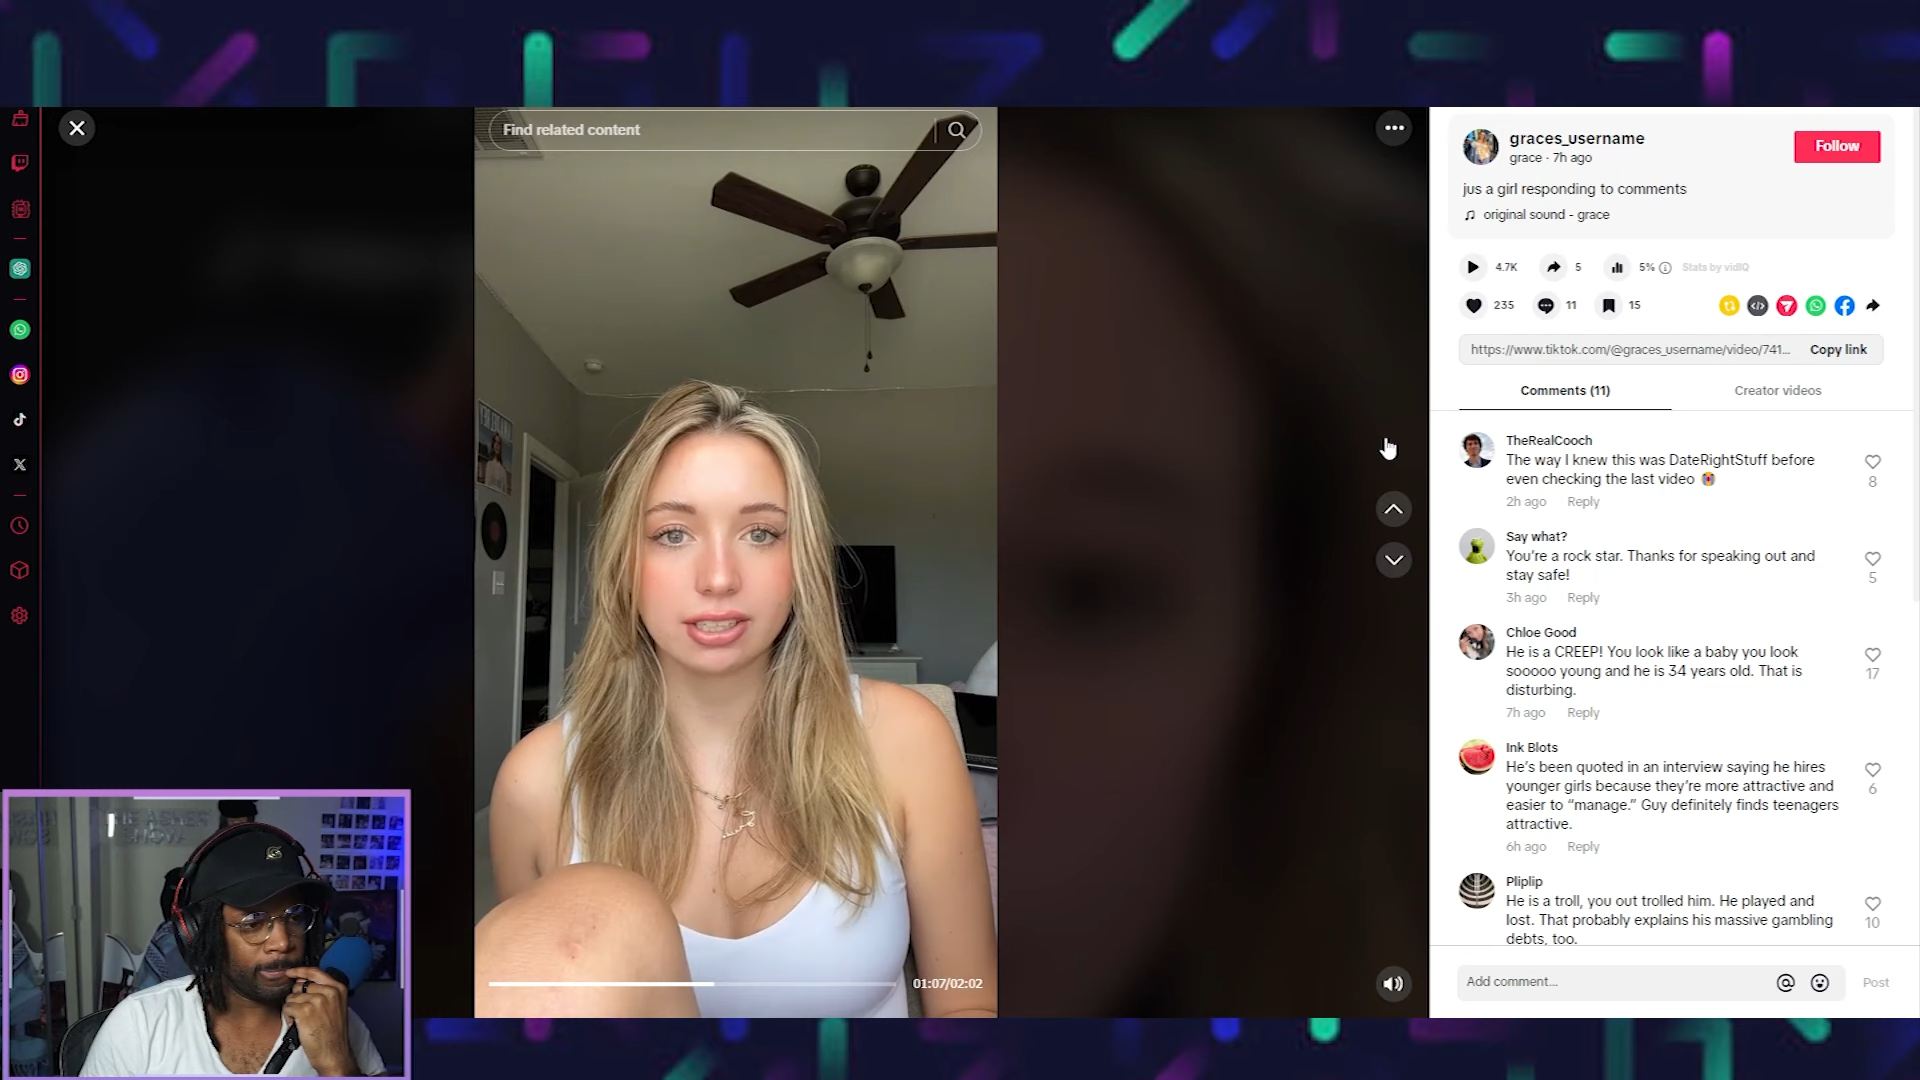 Find related content
01:07/02:02
graces_username
grace · 7h ago
Follow
jus a girl responding to comments
original sound - grace
4.7K
5
5%
Stats by vidIQ
235
11
15
https://www.tiktok.com/@graces_username/video/741...
Copy link
Comments (11)
Creator videos
TheRealCooch
The way I knew this was DateRightStuff before
even checking the last video 😭
8
2h ago
Reply
Say what?
You're a rock star. Thanks for speaking out and
stay safe!
5
3h ago
Reply
Chloe Good
He is a CREEP! You look like a baby you look
sooooo young and he is 34 years old. That is
disturbing.
17
7h ago
Reply
Ink Blots
He's been quoted in an interview saying he hires
younger girls because they're more attractive and
easier to “manage.” Guy definitely finds teenagers
attractive.
6
6h ago
Reply
Pliplip
He is a troll, you out trolled him. He played and
lost. That probably explains his massive gambling
debts, too.
10
Add comment...
Post